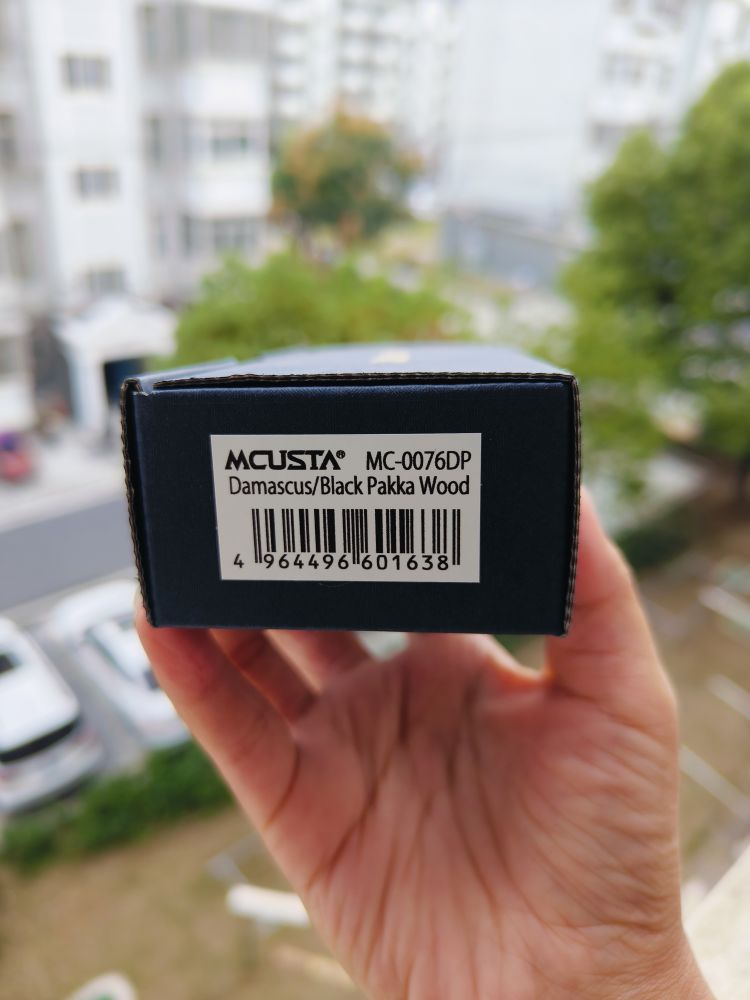 MCUSTA® MC-0076DP
Damascus/Black Pakka Wood
4 964496 601638